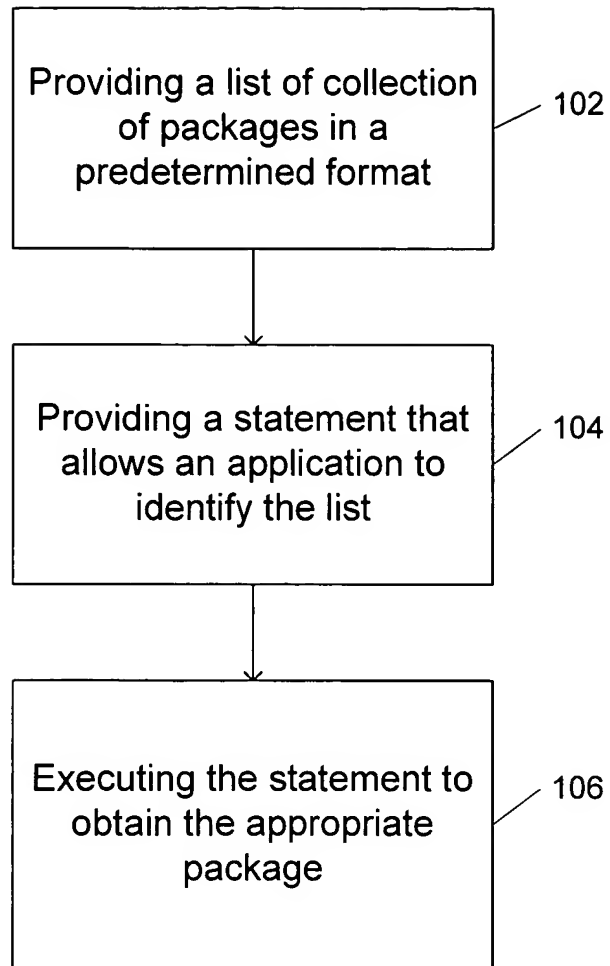 Providing a list of collection
of packages in a
predetermined format
102
Providing a statement that
allows an application to
identify the list
104
Executing the statement to
obtain the appropriate
package
106